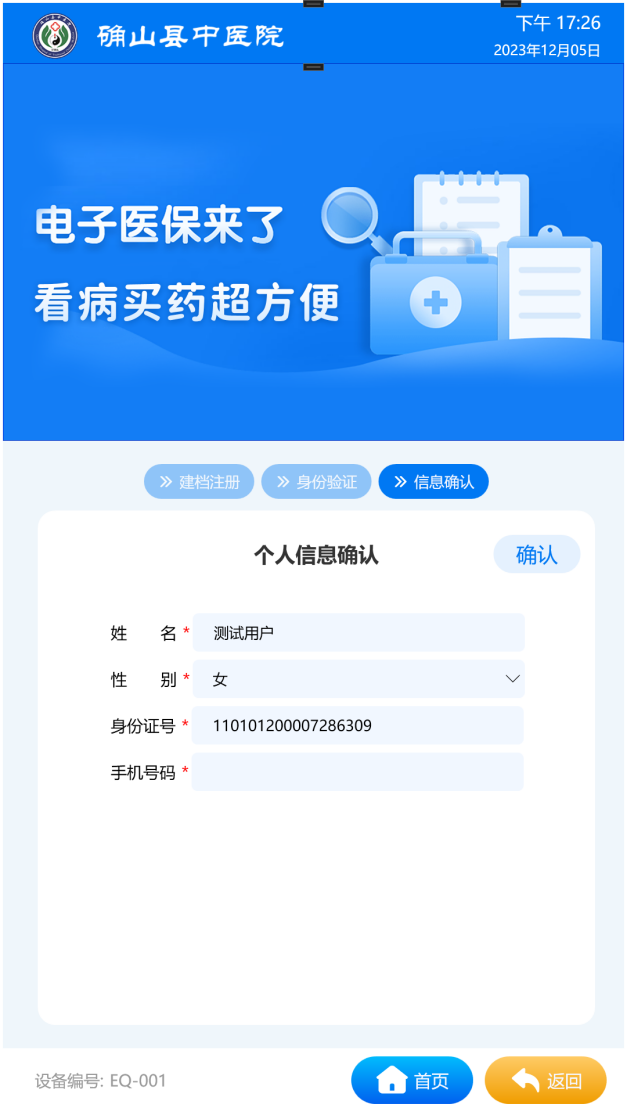 确山县中医院
下午 17:26
2023年12月05日
电子医保来了
看病买药超方便
建档注册
身份验证
信息确认
个人信息确认
确认
姓 名 * 测试用户
性 别 * 女
身份证号 * 110101200007286309
手机号码 *
设备编号: EQ-001
首页
返回